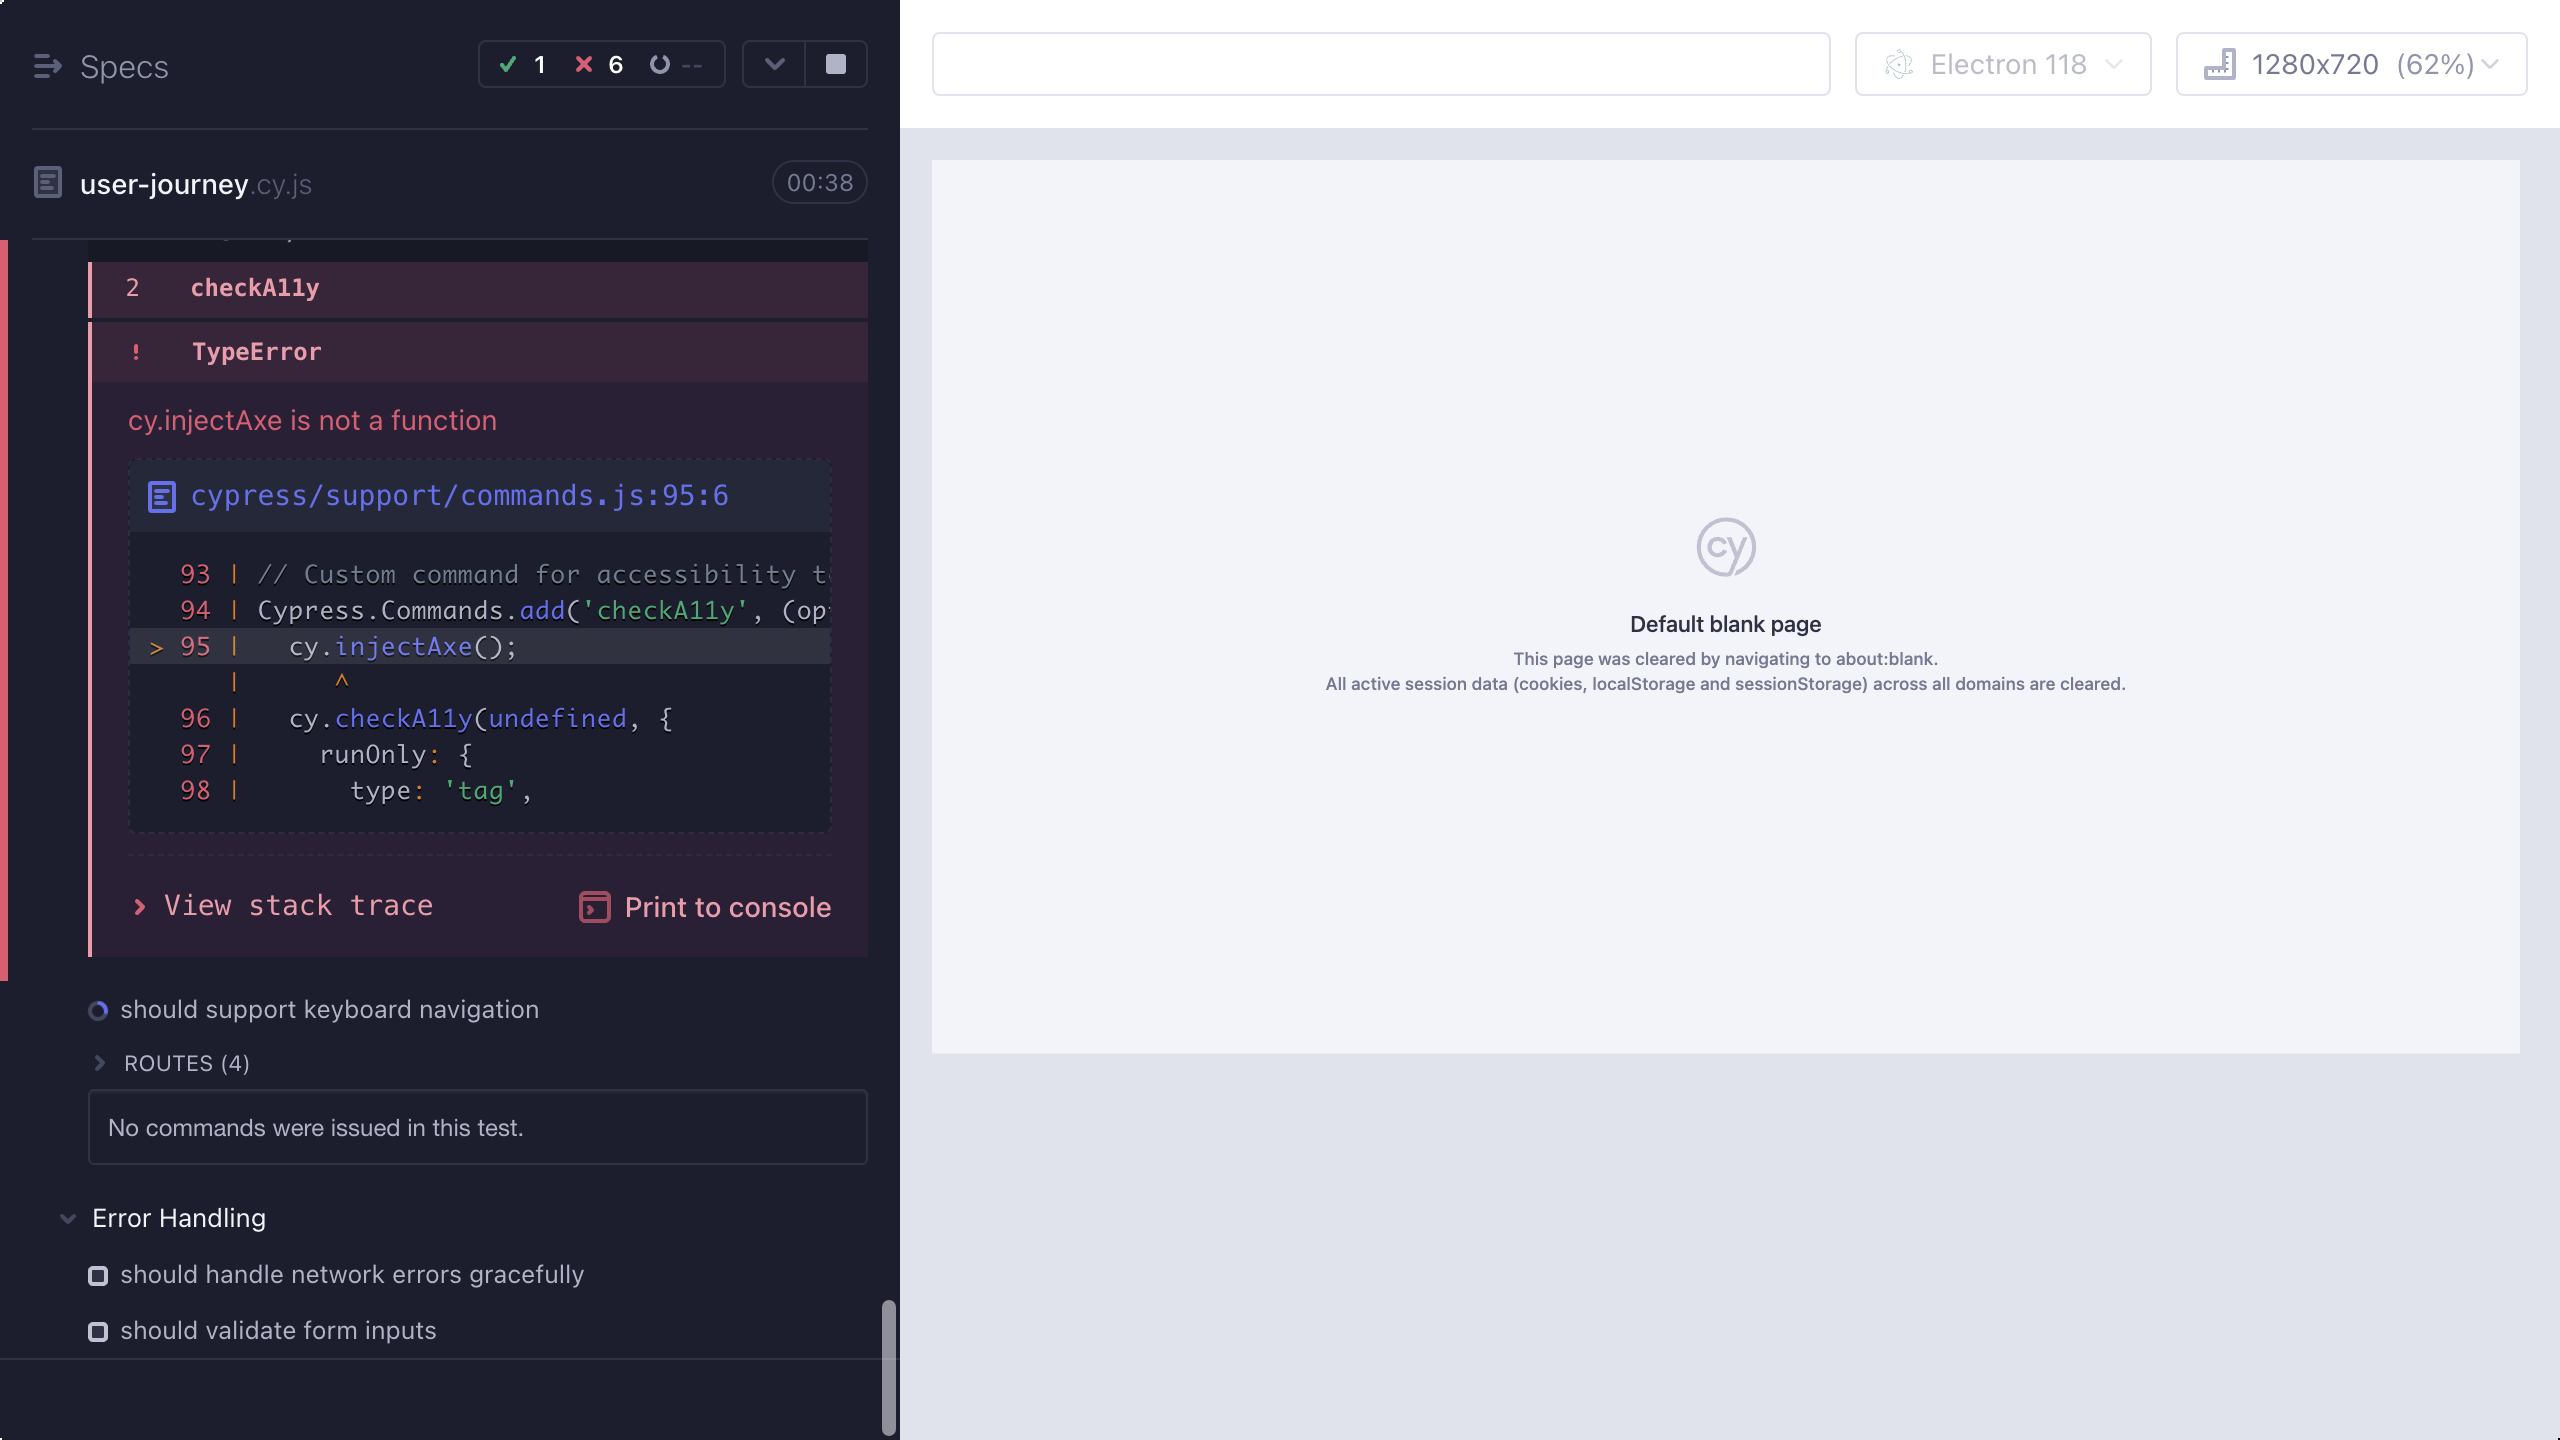 Specs
1
6
--
user-journey.cy.js
00:38
2 checkA11y
! TypeError
cy.injectAxe is not a function
cypress/support/commands.js:95:6
93 | // Custom command for accessibility t
94 | Cypress.Commands.add('checkA11y', (op
> 95 |   cy.injectAxe();
|       ^
96 |   cy.checkA11y(undefined, {
97 |     runOnly: {
98 |       type: 'tag',
View stack trace
Print to console
should support keyboard navigation
ROUTES (4)
No commands were issued in this test.
Error Handling
should handle network errors gracefully
should validate form inputs
Electron 118
1280x720 (62%)
cy
Default blank page
This page was cleared by navigating to about:blank.
All active session data (cookies, localStorage and sessionStorage) across all domains are cleared.